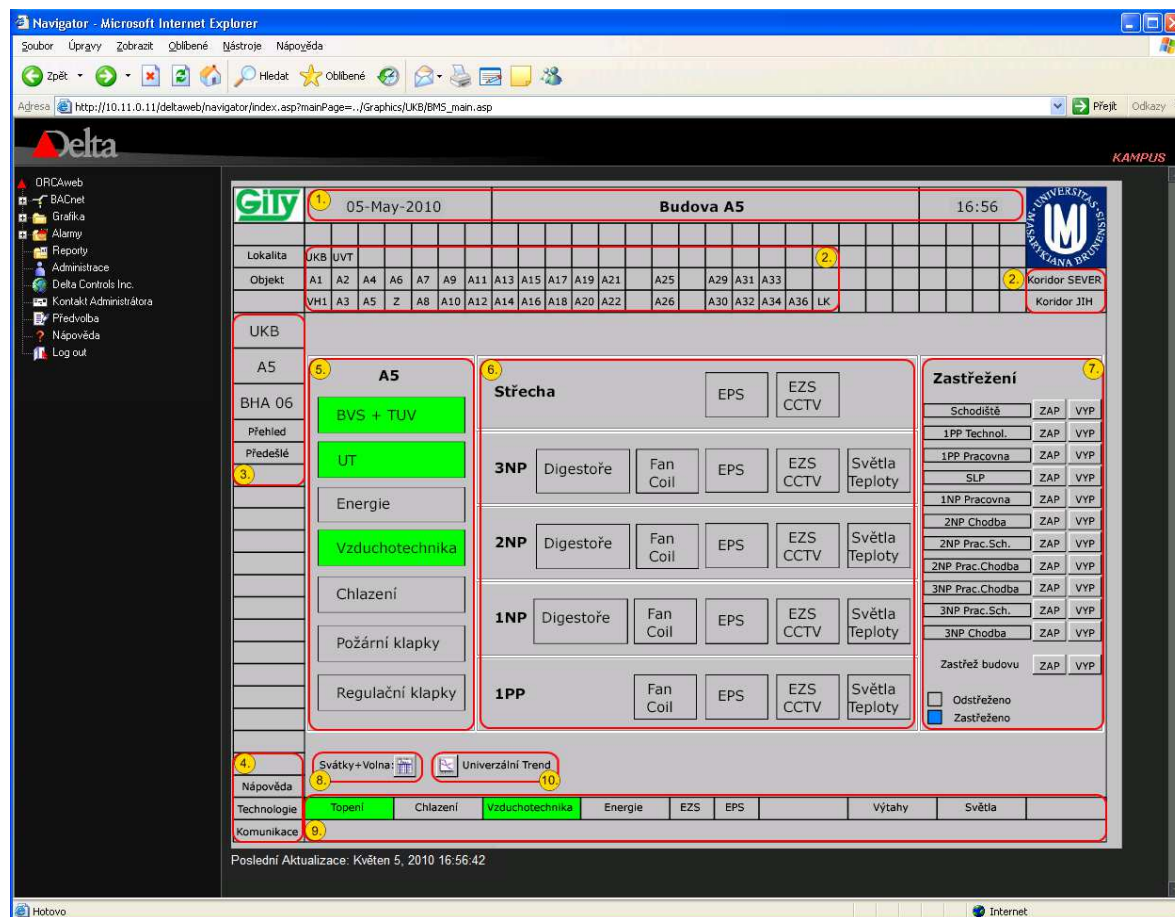 Navigator - Microsoft Internet Explorer
Soubor Úpravy Zobrazit Oblíbené Nástroje Nápověda
Zpět Hledat Oblíbené
Adresa http://10.11.0.11/deltaweb/navigator/index.asp?mainPage=../Graphics/UKB/BMS_main.asp Přejít Odkazy
Delta
KAMPUS
ORCAweb
BACnet
Grafika
Alarmy
Reporty
Administrace
Delta Controls Inc.
Kontakt Administrátora
Předvolba
Nápověda
Log out
GiTy 1. 05-May-2010 Budova A5 16:56
UNIVERSITAS MASARYKIANA BRUNENSIS
Lokalita UKB UVT 2.
Objekt A1 A2 A4 A6 A7 A9 A11 A13 A15 A17 A19 A21 A25 A29 A31 A33 2. Koridor SEVER
VH1 A3 A5 Z A8 A10 A12 A14 A16 A18 A20 A22 A26 A30 A32 A34 A36 LK Koridor JIH
UKB
A5
BHA 06
Přehled
Předešlé
3.
5.
A5
BVS + TUV
UT
Energie
Vzduchotechnika
Chlazení
Požární klapky
Regulační klapky
6.
Střecha EPS EZS CCTV
3NP Digestoře Fan Coil EPS EZS CCTV Světla Teploty
2NP Digestoře Fan Coil EPS EZS CCTV Světla Teploty
1NP Digestoře Fan Coil EPS EZS CCTV Světla Teploty
1PP Fan Coil EPS EZS CCTV Světla Teploty
7.
Zastřežení
Schodiště ZAP VYP
1PP Technol. ZAP VYP
1PP Pracovna ZAP VYP
SLP ZAP VYP
1NP Pracovna ZAP VYP
2NP Chodba ZAP VYP
2NP Prac.Sch. ZAP VYP
2NP Prac.Chodba ZAP VYP
3NP Prac.Chodba ZAP VYP
3NP Prac.Sch. ZAP VYP
3NP Chodba ZAP VYP
Zastřež budovu ZAP VYP
Odstřeženo
Zastřeženo
4.
Nápověda
Technologie
Komunikace
Svátky+Volna:
8.
Univerzální Trend
10.
Topení Chlazení Vzduchotechnika Energie EZS EPS Výtahy Světla
9.
Poslední Aktualizace: Květen 5, 2010 16:56:42
Hotovo Internet